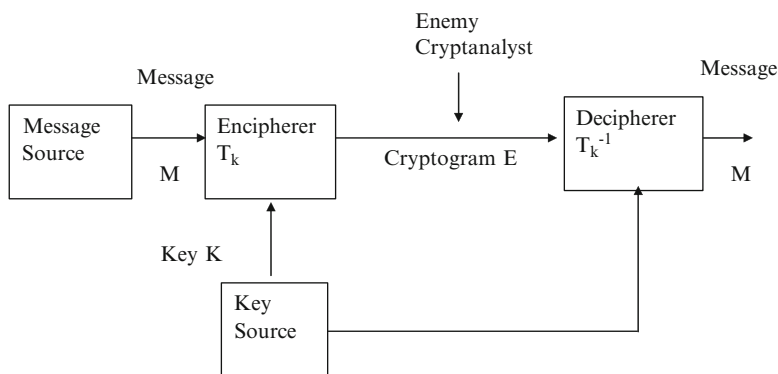 Enemy
Cryptanalyst
Message
Message
Message
Source
Encipherer
T_k
Decipherer
T_k^-1
M
Cryptogram E
M
Key K
Key
Source